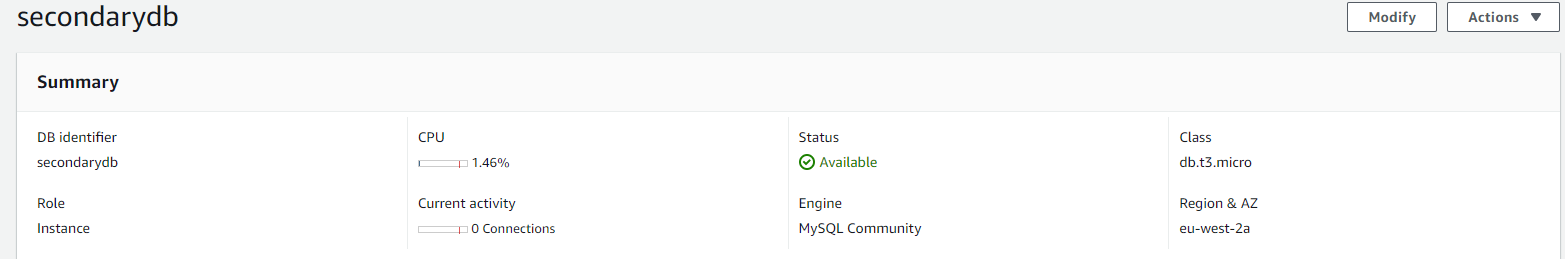 secondarydb
Modify
Actions
Summary
DB identifier
secondarydb
CPU
1.46%
Status
Available
Class
db.t3.micro
Role
Instance
Current activity
0 Connections
Engine
MySQL Community
Region & AZ
eu-west-2a